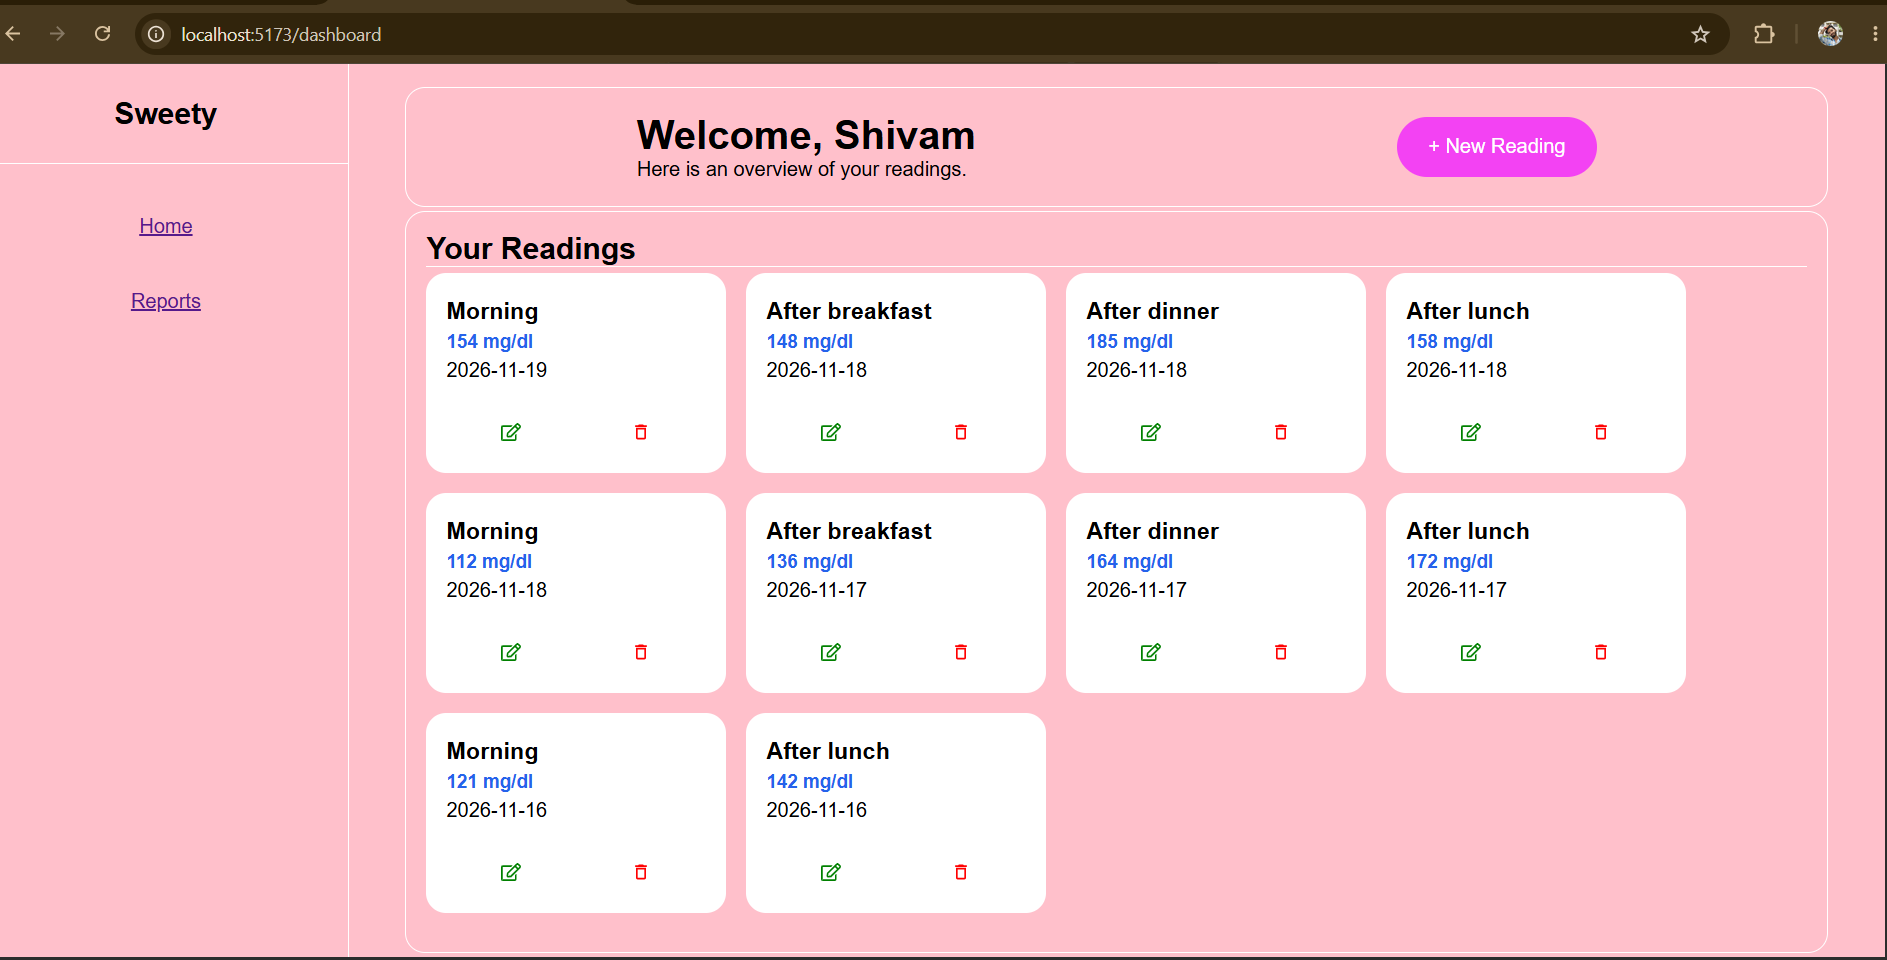 localhost:5173/dashboard
Sweety
Home
Reports
Welcome, Shivam
Here is an overview of your readings.
+ New Reading
Your Readings
Morning
154 mg/dl
2026-11-19
After breakfast
148 mg/dl
2026-11-18
After dinner
185 mg/dl
2026-11-18
After lunch
158 mg/dl
2026-11-18
Morning
112 mg/dl
2026-11-18
After breakfast
136 mg/dl
2026-11-17
After dinner
164 mg/dl
2026-11-17
After lunch
172 mg/dl
2026-11-17
Morning
121 mg/dl
2026-11-16
After lunch
142 mg/dl
2026-11-16